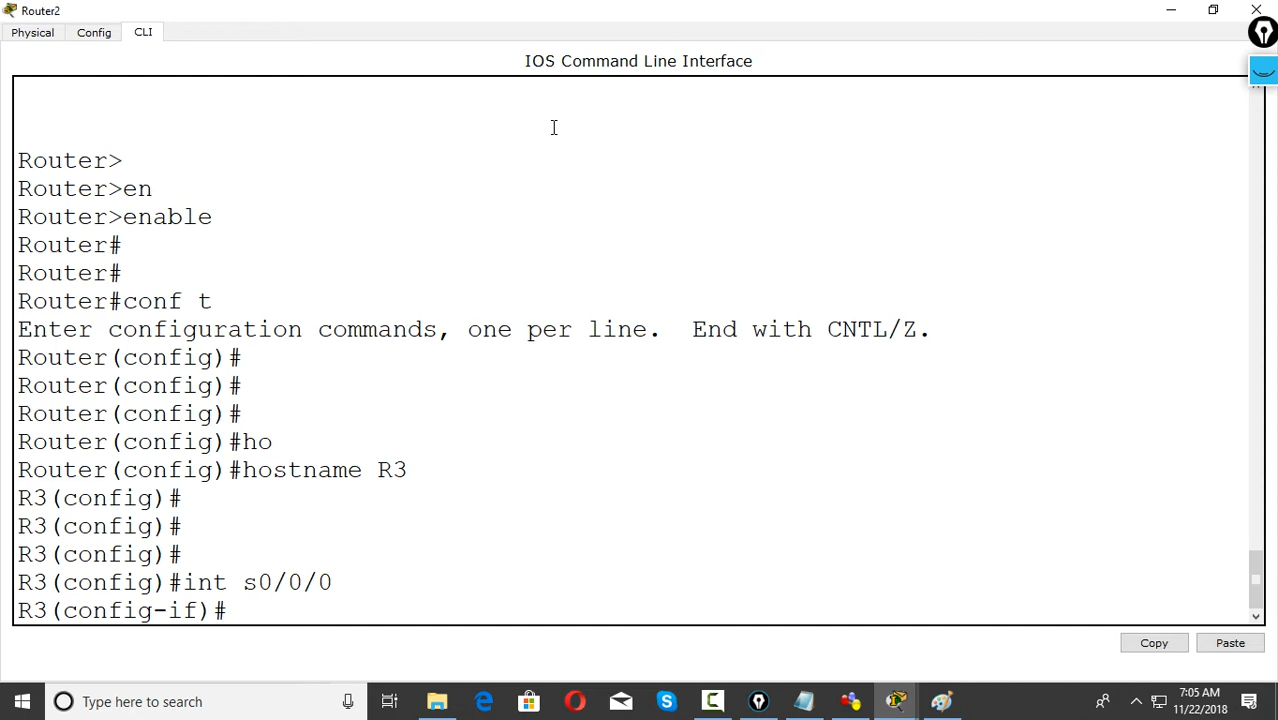 Router2
Physical Config CLI
IOS Command Line Interface
Router>
Router>en
Router>enable
Router#
Router#
Router#conf t
Enter configuration commands, one per line.  End with CNTL/Z.
Router(config)#
Router(config)#
Router(config)#
Router(config)#ho
Router(config)#hostname R3
R3(config)#
R3(config)#
R3(config)#
R3(config)#int s0/0/0
R3(config-if)#
Copy Paste
Type here to search
7:05 AM
11/22/2018